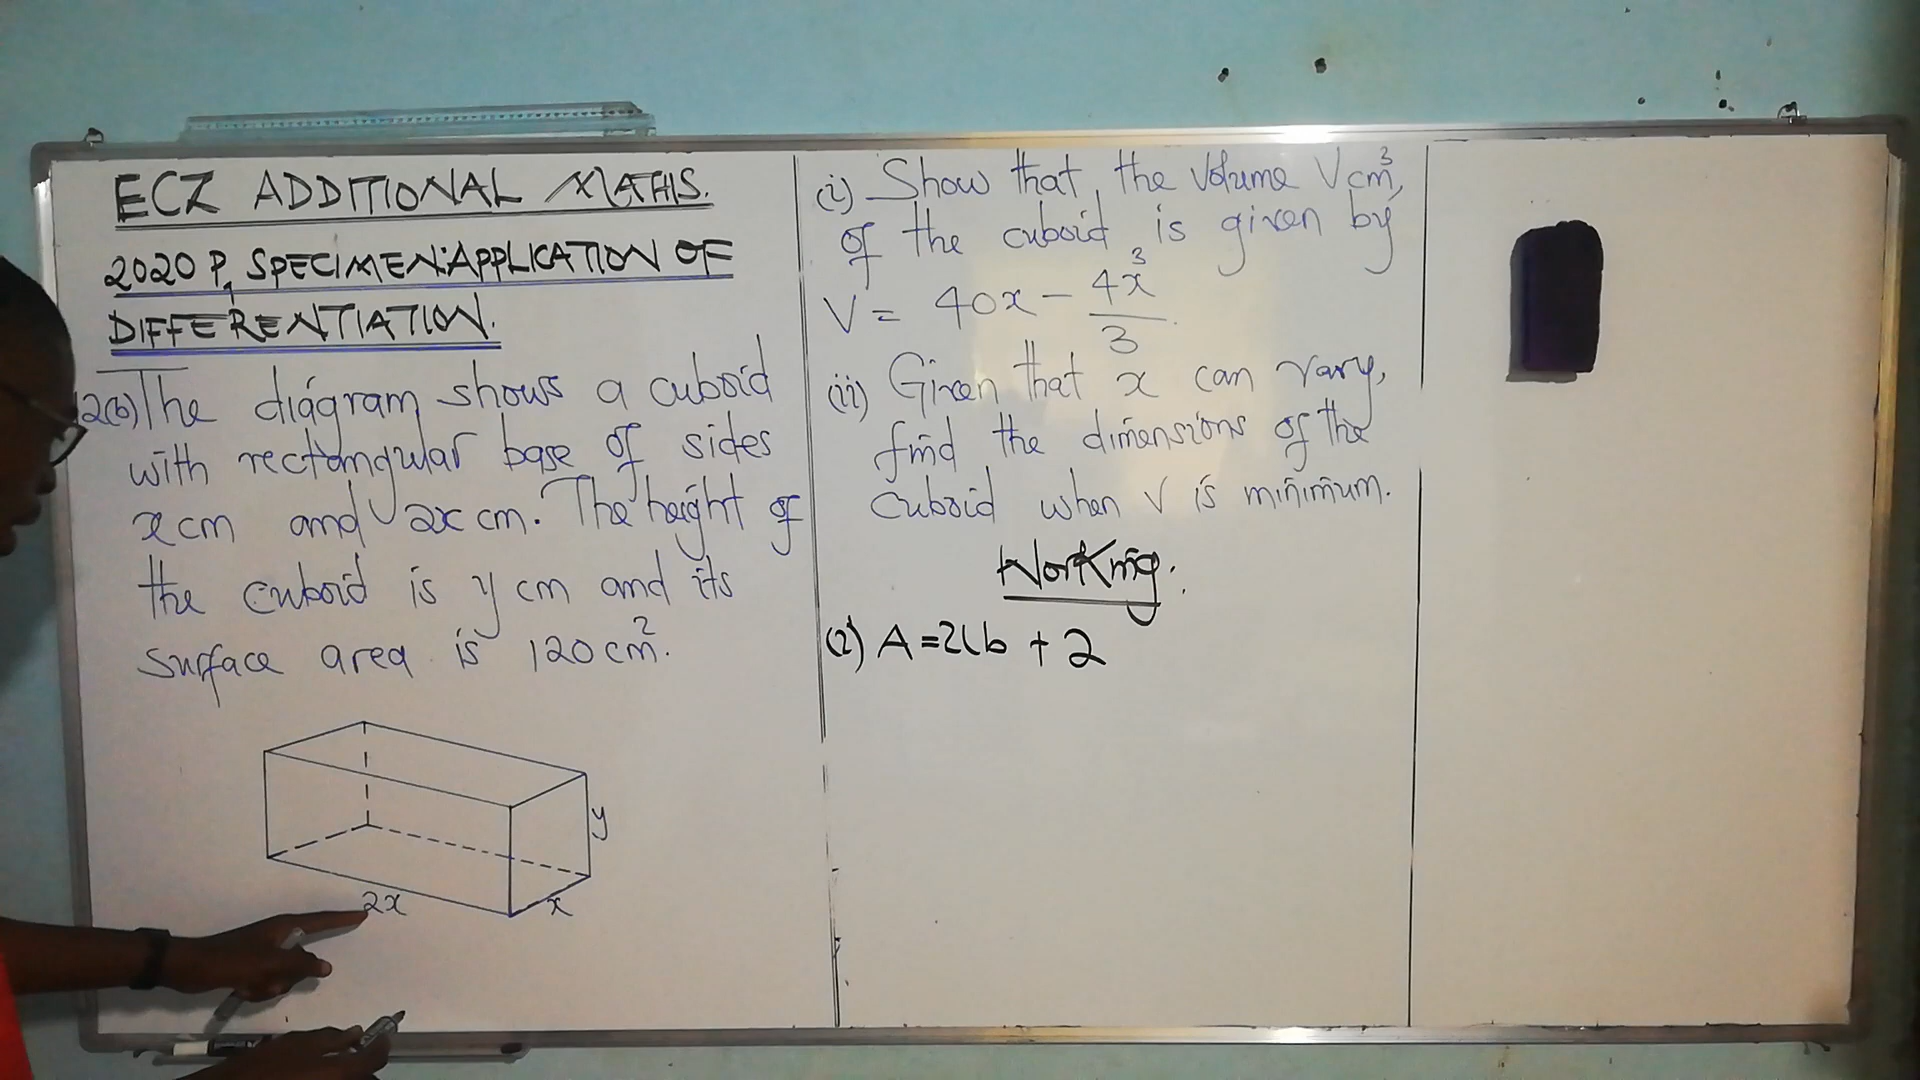 ECZ ADDITIONAL MATHS.
2020 P1 SPECIMEN: APPLICATION OF
DIFFERENTIATION.
12(b) The diagram shows a cuboid
with rectangular base of sides
x cm and 2x cm. The height of
the cuboid is y cm and its
surface area is 120 cm².
y
2x
x
(i) Show that, the volume V cm³,
of the cuboid is given by
V = 40x - 4x³/3.
(ii) Given that x can vary,
find the dimensions of the
cuboid when V is minimum.
Working:
(i) A = 2lb + 2